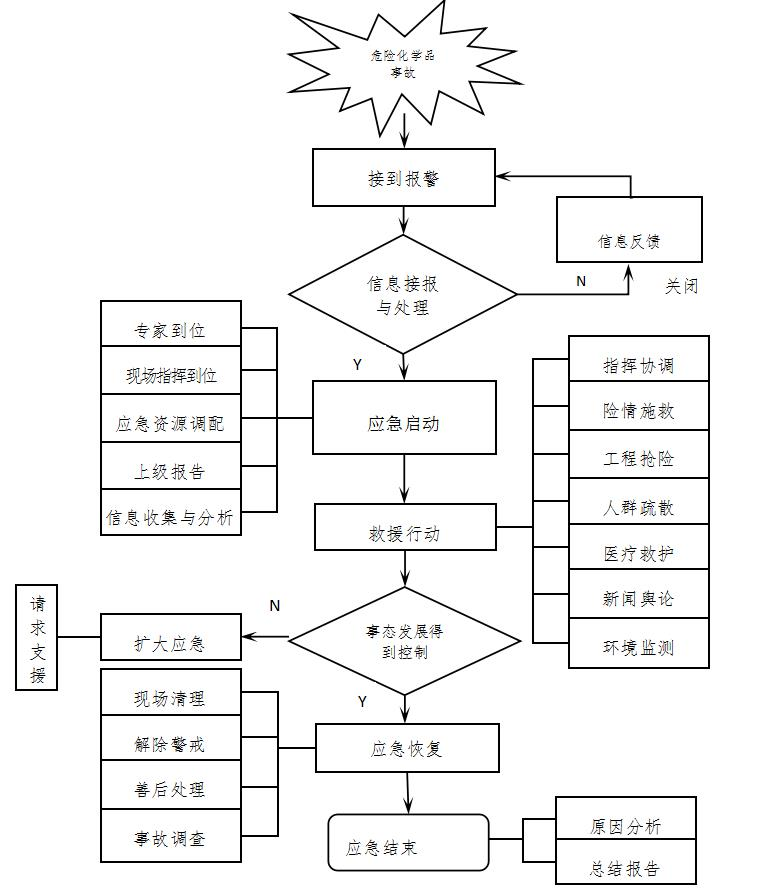 危险化学品
事故
接到报警
信息反馈
信息接报
与处理
N
关闭
Y
专家到位
现场指挥到位
应急资源调配
上级报告
信息收集与分析
应急启动
指挥协调
险情施救
工程抢险
人群疏散
医疗救护
新闻舆论
环境监测
救援行动
请求支援
扩大应急
N
事态发展得
到控制
Y
现场清理
解除警戒
善后处理
事故调查
应急恢复
应急结束
原因分析
总结报告